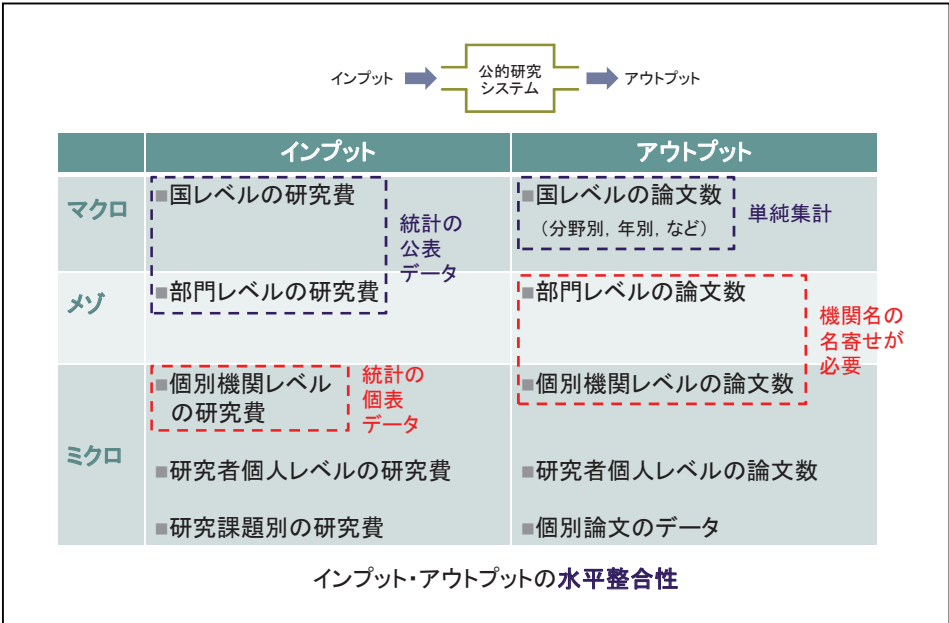 インプット
公的研究
システム
アウトプット
インプット
アウトプット
マクロ
■国レベルの研究費
統計の
公表
データ
■国レベルの論文数
（分野別，年別，など）
単純集計
メゾ
■部門レベルの研究費
■部門レベルの論文数
機関名の
名寄せが
必要
ミクロ
■個別機関レベル
の研究費
統計の
個表
データ
■個別機関レベルの論文数
■研究者個人レベルの研究費
■研究者個人レベルの論文数
■研究課題別の研究費
■個別論文のデータ
インプット・アウトプットの水平整合性